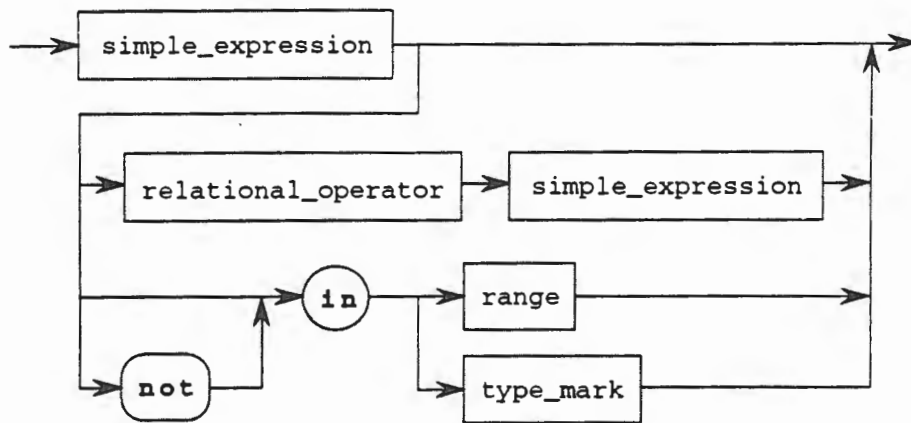 simple_expression
relational_operator simple_expression
in range
not type_mark